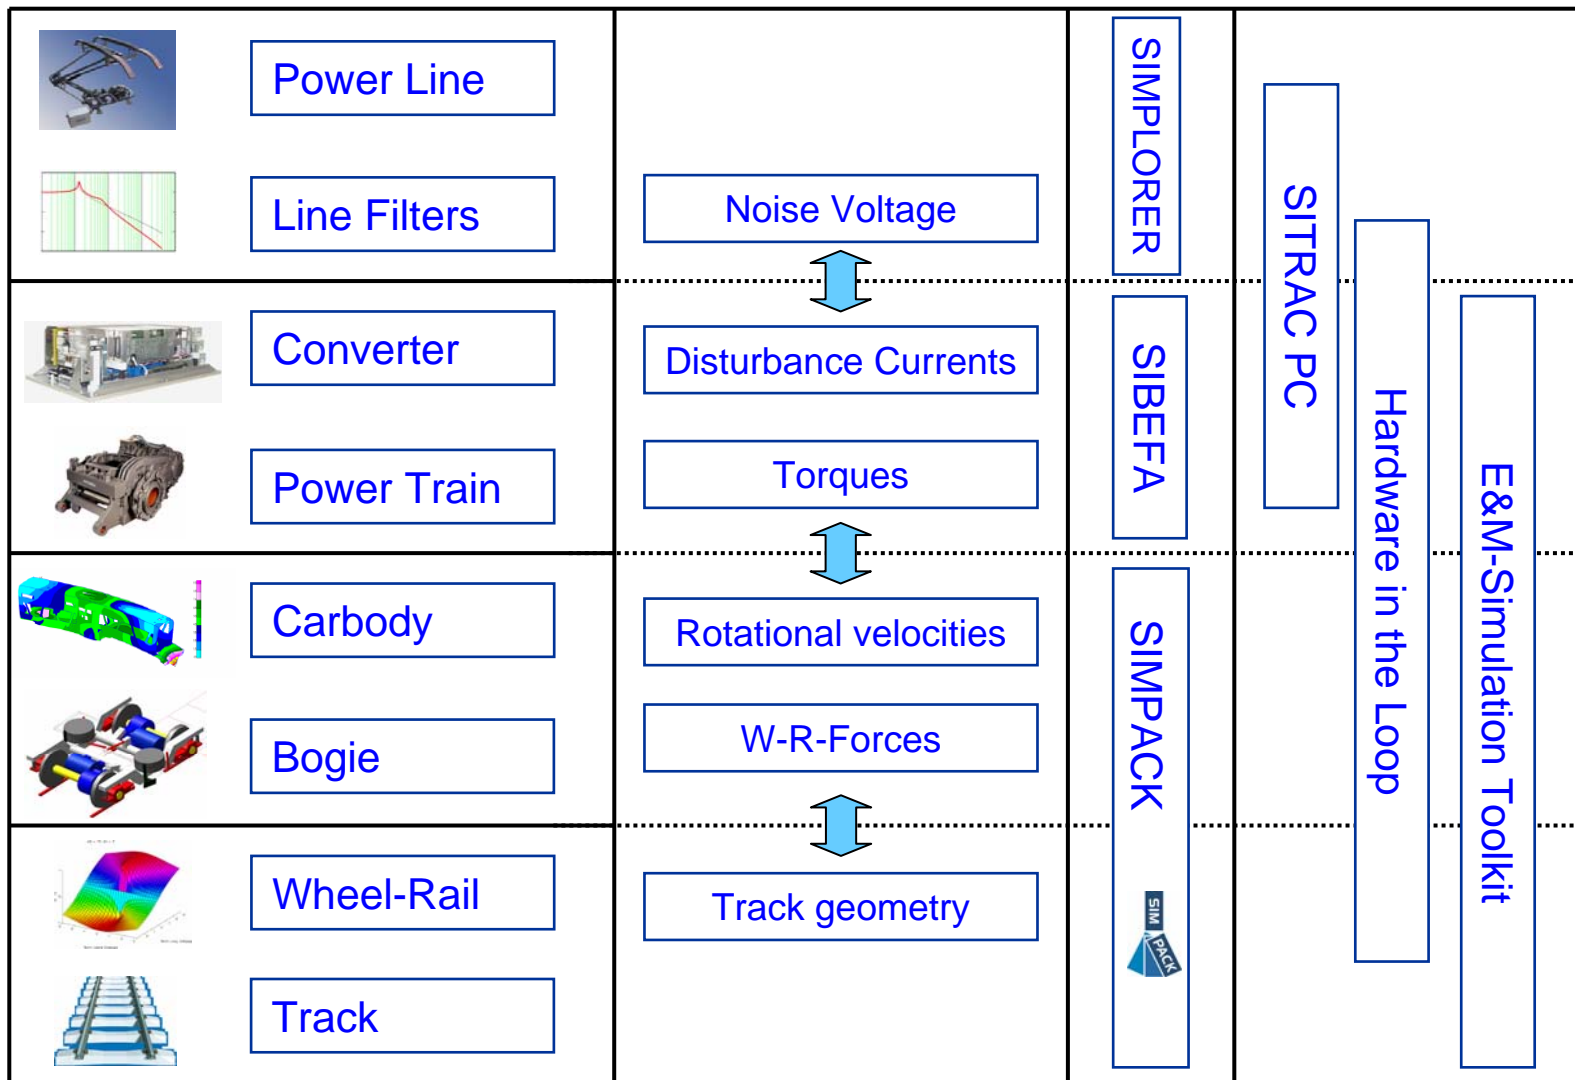 Power Line
Line Filters
Noise Voltage
Converter
Disturbance Currents
Power Train
Torques
Carbody
Rotational velocities
Bogie
W-R-Forces
Wheel-Rail
Track geometry
Track
SIMPLORER
SIBEFA
SIMPACK
SIM
PACK
SITRAC PC
Hardware in the Loop
E&M-Simulation Toolkit